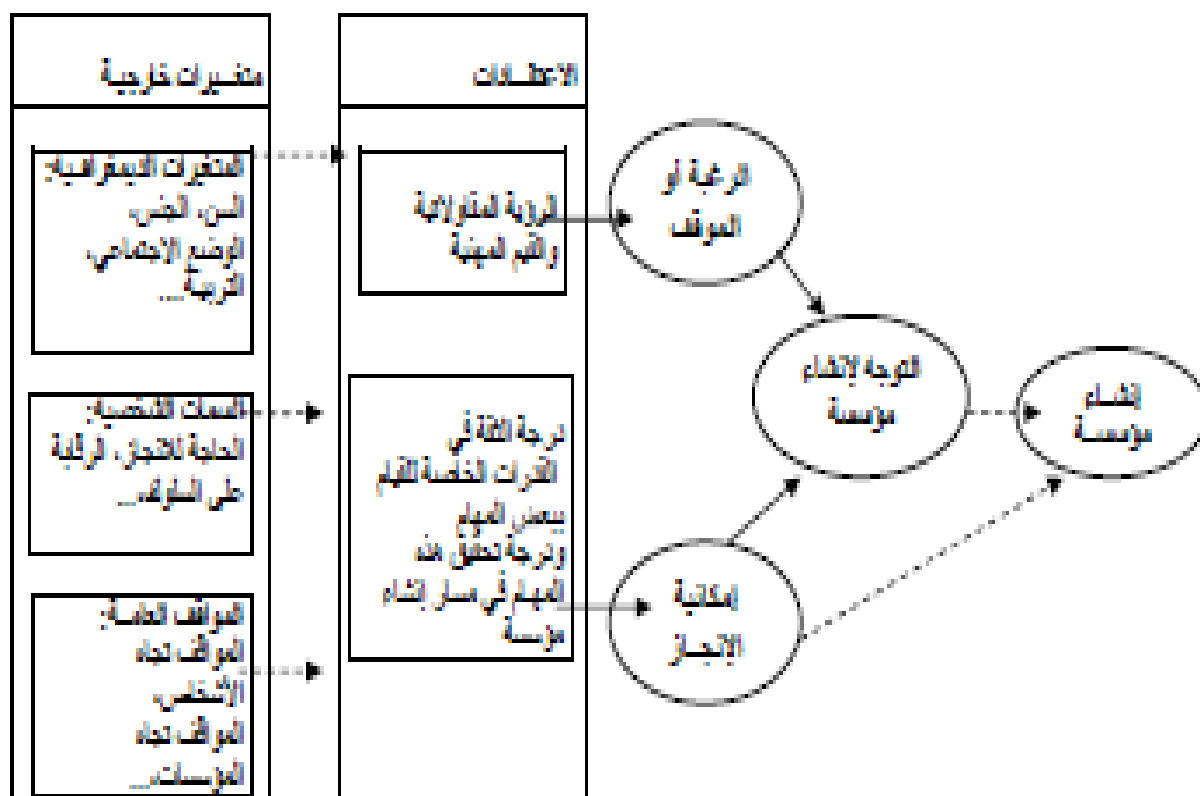 متغيرات خارجية
المتغيرات الديمغرافية:
السن، الجنس،
الوضع الاجتماعي،
التربية....
السمات الشخصية:
الحاجة للانجاز، الرقابة
على السلوك،...
المواقف العامة:
المواقف تجاه
الأشخاص،
المواقف تجاه
المؤسسات،...
الاعتقادات
الرؤية المقاولاتية
والقيم المهنية
درجة الثقة في
القدرات الخاصة للقيام
ببعض المهام
ودرجة تحقيق هذه
المهام في مسار إنشاء
مؤسسة
الرغبة أو
الموقف
إمكانية
الإنجاز
التوجه لإنشاء
مؤسسة
إنشاء
مؤسسة